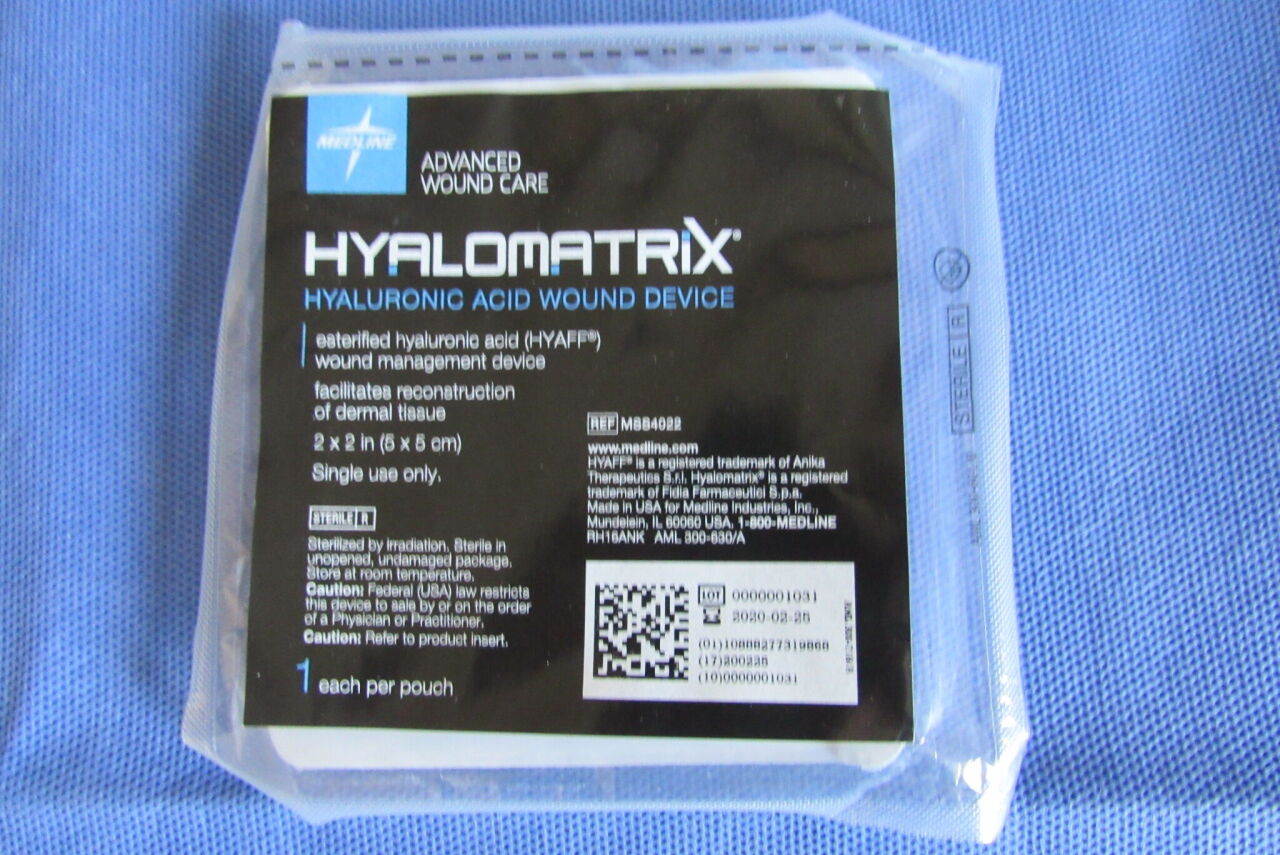 MEDLINE
ADVANCED
WOUND CARE
HYALOMATRIX®
HYALURONIC ACID WOUND DEVICE
esterified hyaluronic acid (HYAFF®)
wound management device
facilitates reconstruction
of dermal tissue
2 x 2 in (5 x 5 cm)
Single use only.
STERILE R
Sterilized by irradiation. Sterile in
unopened, undamaged package.
Store at room temperature.
Caution: Federal (USA) law restricts
this device to sale by or on the order
of a Physician or Practitioner.
Caution: Refer to product insert.
1 each per pouch
REF MSS4022
www.medline.com
HYAFF® is a registered trademark of Anika
Therapeutics S.r.l. Hyalomatrix® is a registered
trademark of Fidia Farmaceutici S.p.a.
Made in USA for Medline Industries, Inc.,
Mundelein, IL 60060 USA. 1-800-MEDLINE
RH16ANK AML 300-630/A
LOT 0000001031
2020-02-25
(01)10888277319868
(17)200225
(10)0000001031
STERILE R